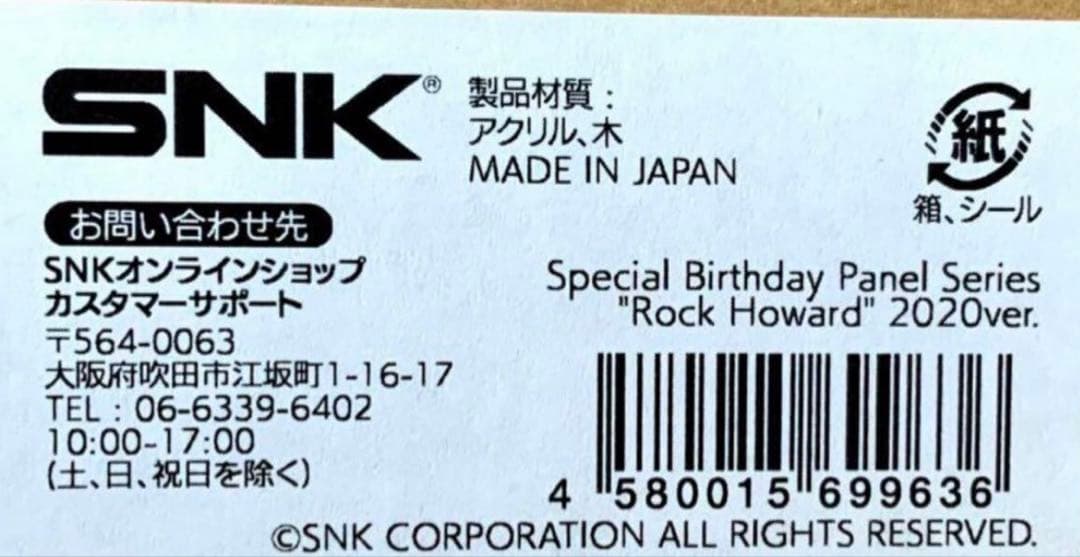 SNK®
製品材質：
アクリル、木
MADE IN JAPAN
紙
箱、シール
お問い合わせ先
SNKオンラインショップ
カスタマーサポート
〒564-0063
大阪府吹田市江坂町1-16-17
TEL：06-6339-6402
10:00-17:00
(土、日、祝日を除く)
Special Birthday Panel Series
"Rock Howard" 2020ver.
4 580015 699636
©SNK CORPORATION ALL RIGHTS RESERVED.